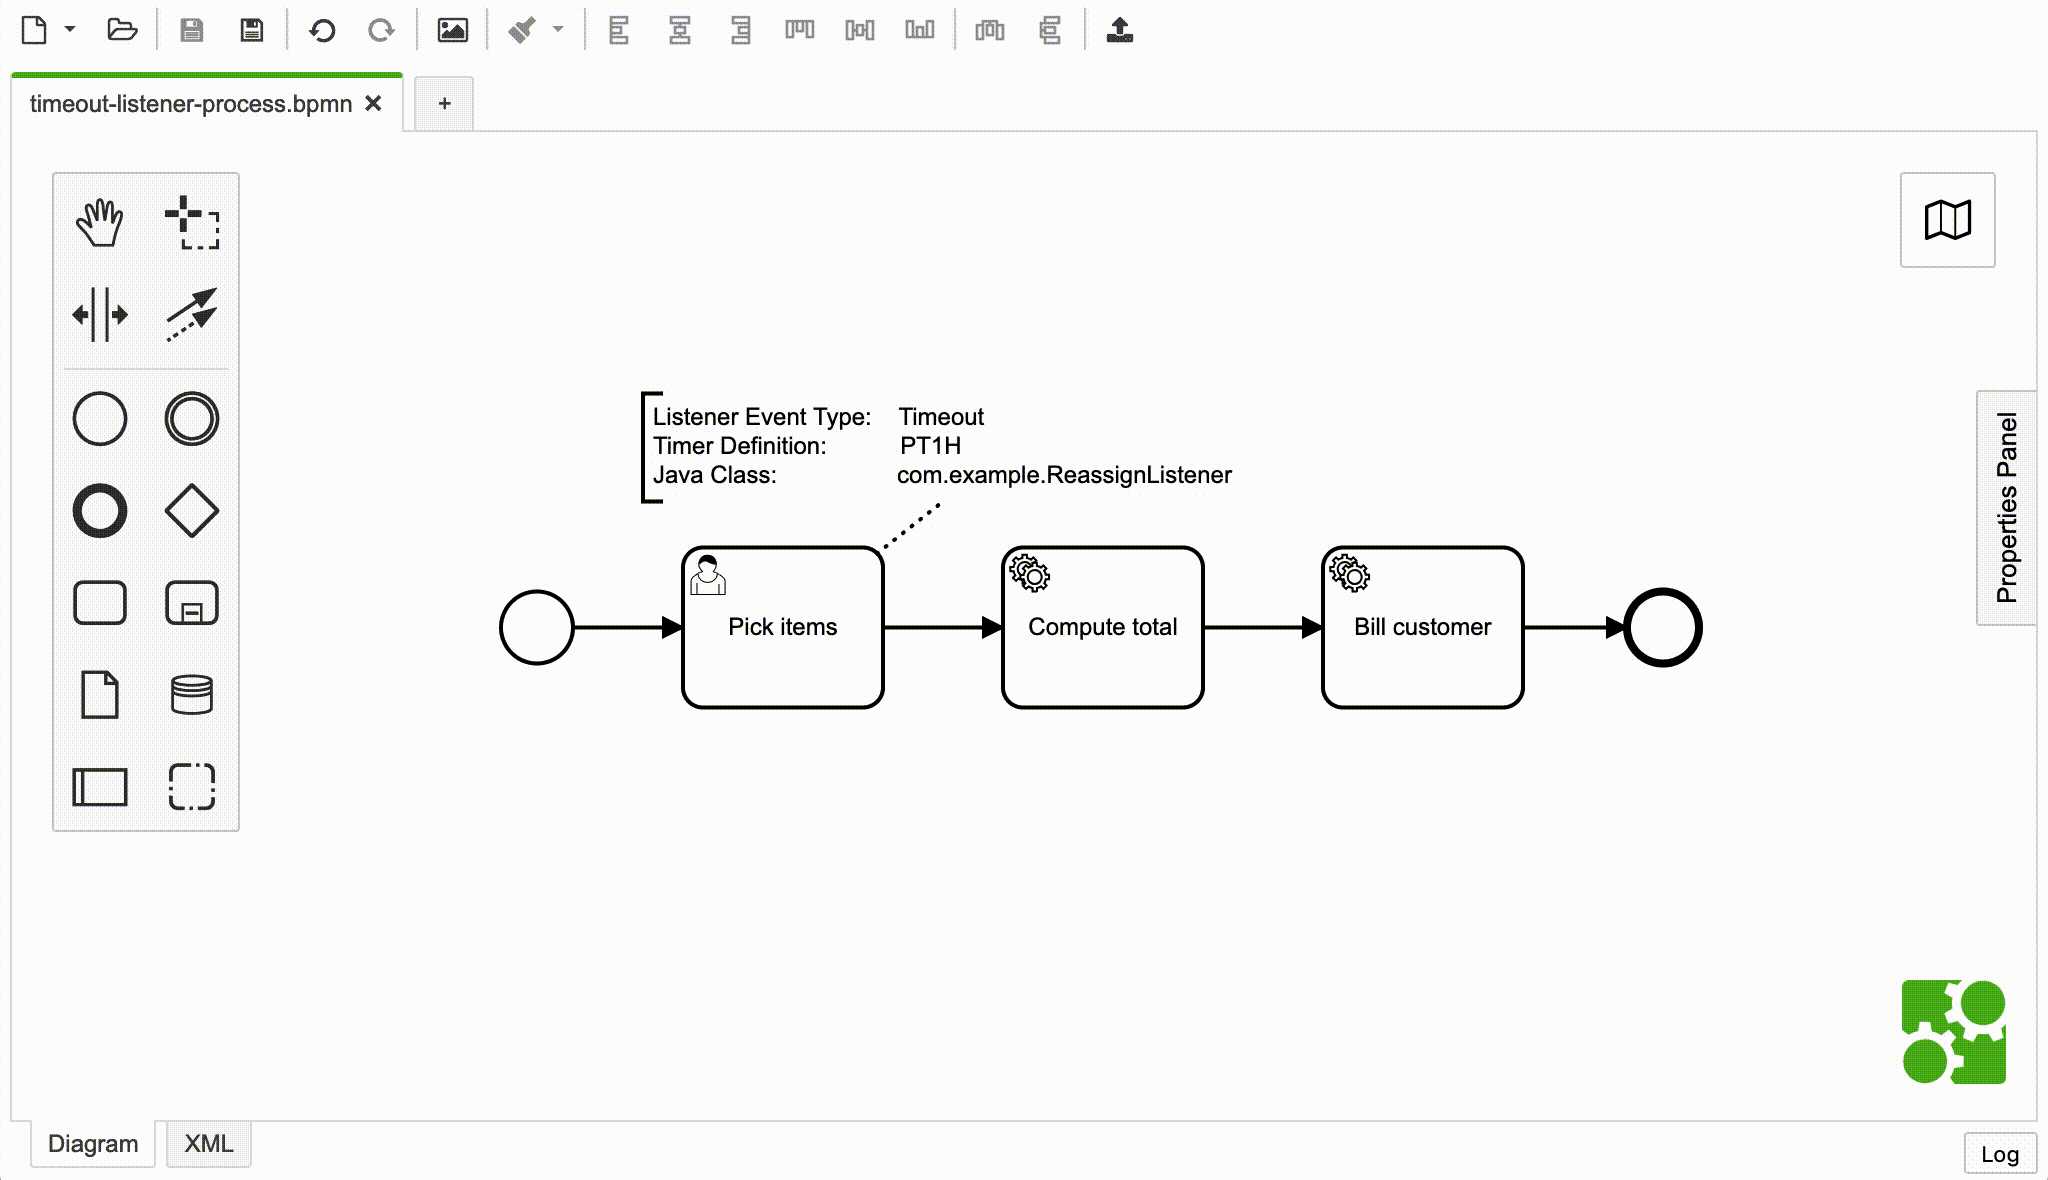 timeout-listener-process.bpmn
+
Listener Event Type: Timeout
Timer Definition: PT1H
Java Class: com.example.ReassignListener
Pick items
Compute total
Bill customer
Properties Panel
Diagram
XML
Log